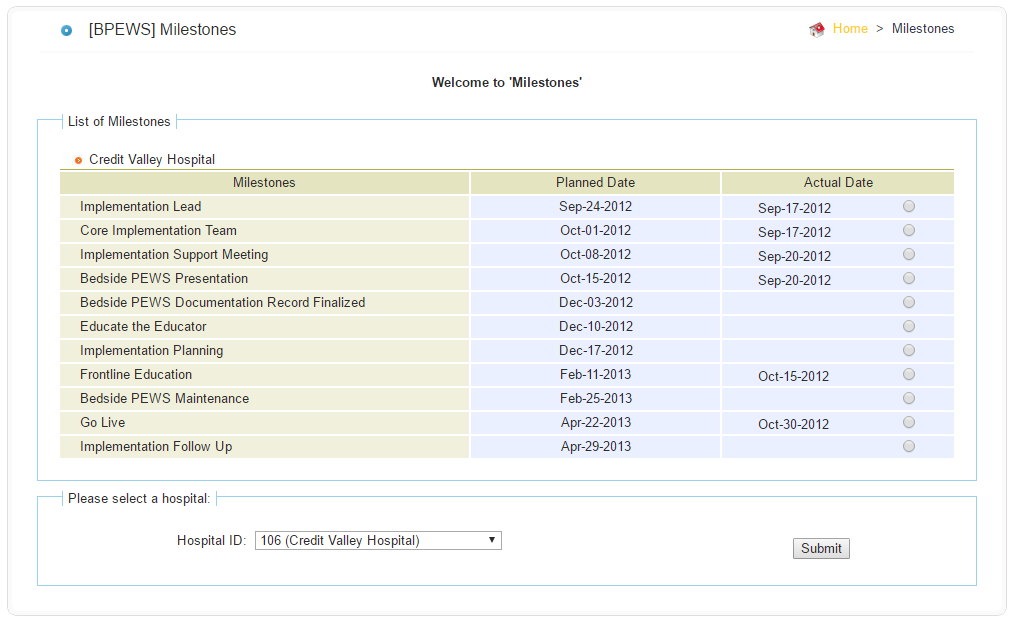 [BPEWS] Milestones
Home > Milestones
Welcome to 'Milestones'
List of Milestones
Credit Valley Hospital
Milestones Planned Date Actual Date
Implementation Lead Sep-24-2012 Sep-17-2012
Core Implementation Team Oct-01-2012 Sep-17-2012
Implementation Support Meeting Oct-08-2012 Sep-20-2012
Bedside PEWS Presentation Oct-15-2012 Sep-20-2012
Bedside PEWS Documentation Record Finalized Dec-03-2012
Educate the Educator Dec-10-2012
Implementation Planning Dec-17-2012
Frontline Education Feb-11-2013 Oct-15-2012
Bedside PEWS Maintenance Feb-25-2013
Go Live Apr-22-2013 Oct-30-2012
Implementation Follow Up Apr-29-2013
Please select a hospital:
Hospital ID: 106 (Credit Valley Hospital)
Submit